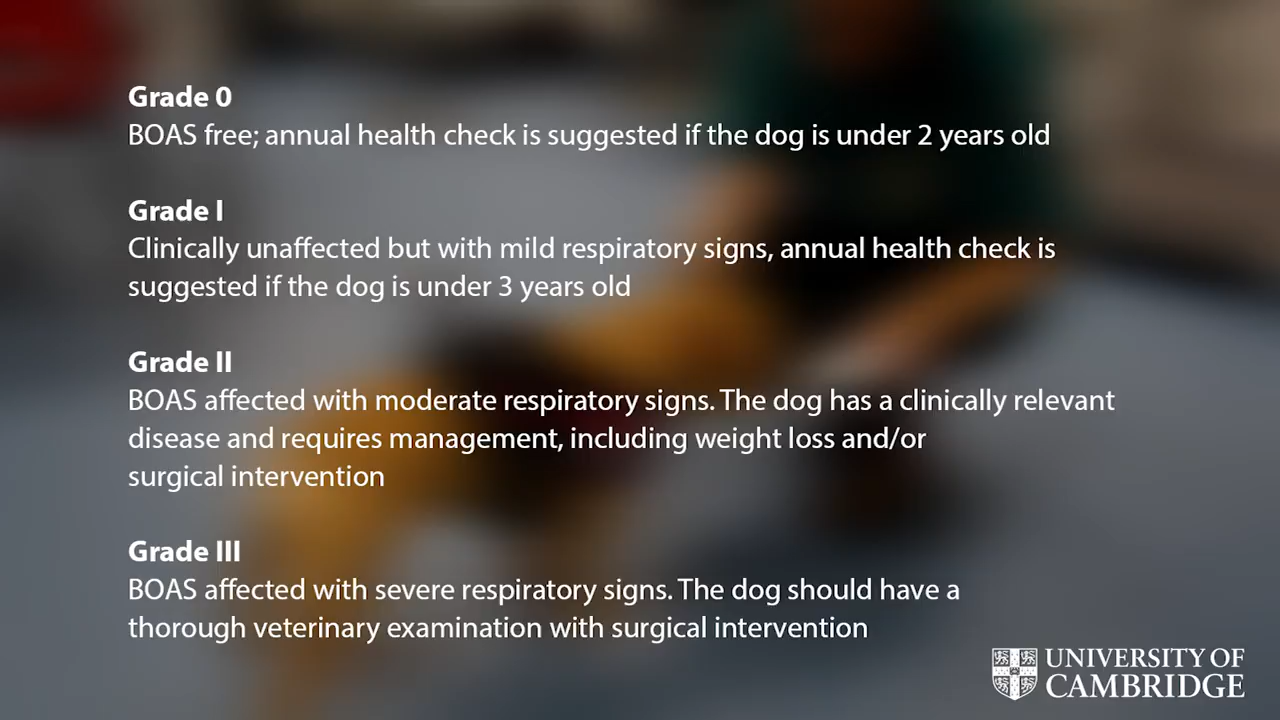 Grade 0
BOAS free; annual health check is suggested if the dog is under 2 years old
Grade I
Clinically unaffected but with mild respiratory signs, annual health check is
suggested if the dog is under 3 years old
Grade II
BOAS affected with moderate respiratory signs. The dog has a clinically relevant
disease and requires management, including weight loss and/or
surgical intervention
Grade III
BOAS affected with severe respiratory signs. The dog should have a
thorough veterinary examination with surgical intervention
UNIVERSITY OF
CAMBRIDGE